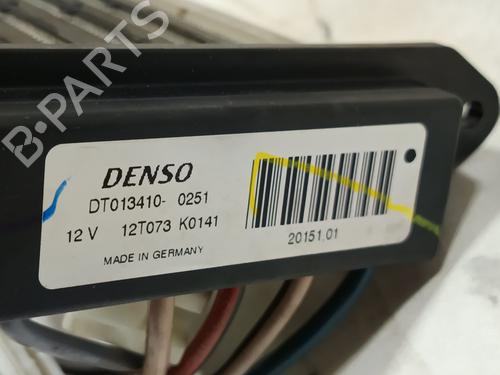 B-PARTS
DENSO
DT013410- 0251
12 V 12T073 K0141
MADE IN GERMANY
20151.01